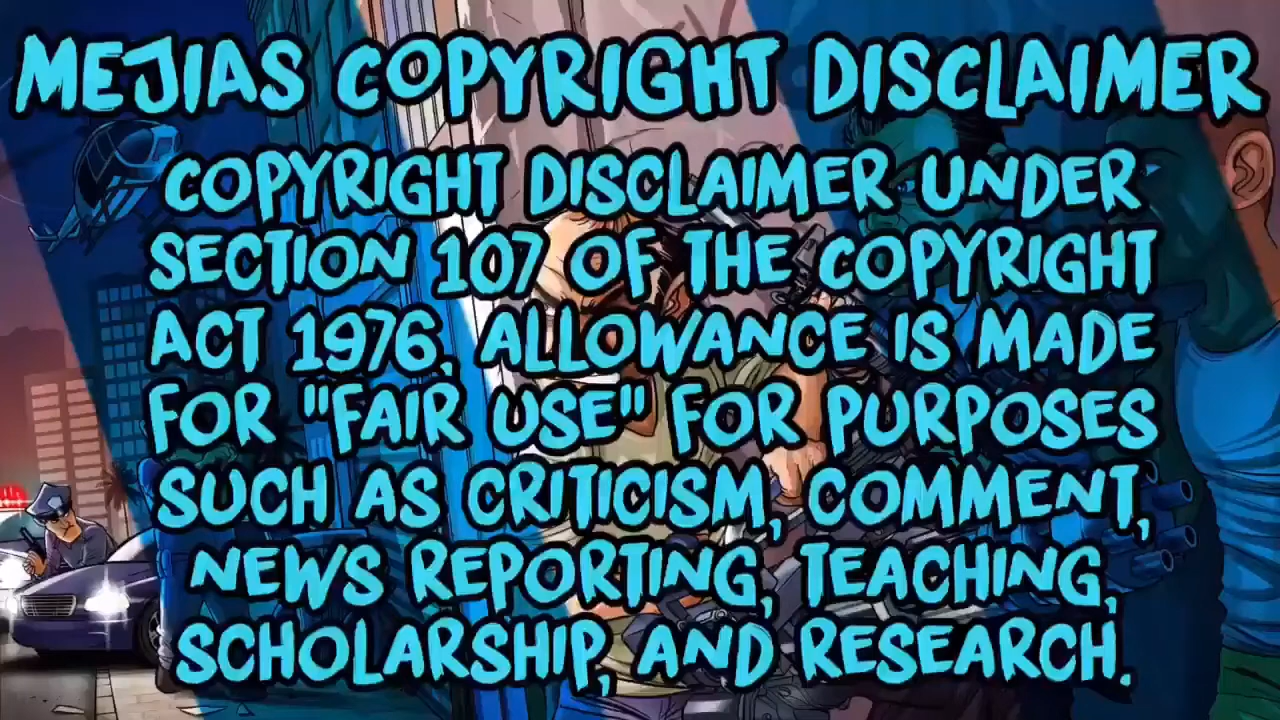 MEJIAS COPYRIGHT DISCLAIMER
COPYRIGHT DISCLAIMER UNDER
SECTION 107 OF THE COPYRIGHT
ACT 1976, ALLOWANCE IS MADE
FOR "FAIR USE" FOR PURPOSES
SUCH AS CRITICISM, COMMENT,
NEWS REPORTING, TEACHING,
SCHOLARSHIP, AND RESEARCH.